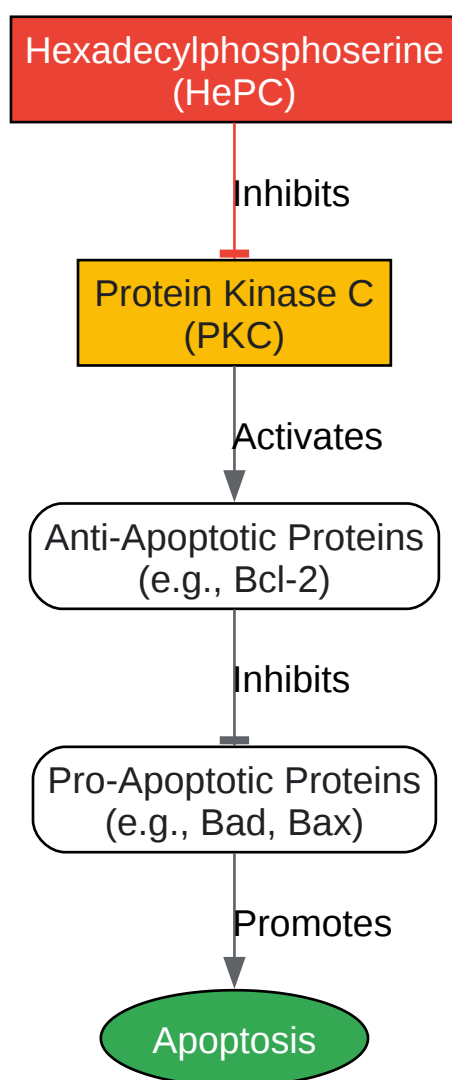 Hexadecylphosphoserine
(HePC)
Inhibits
Protein Kinase C
(PKC)
Activates
Anti-Apoptotic Proteins
(e.g., Bcl-2)
Inhibits
Pro-Apoptotic Proteins
(e.g., Bad, Bax)
Promotes
Apoptosis